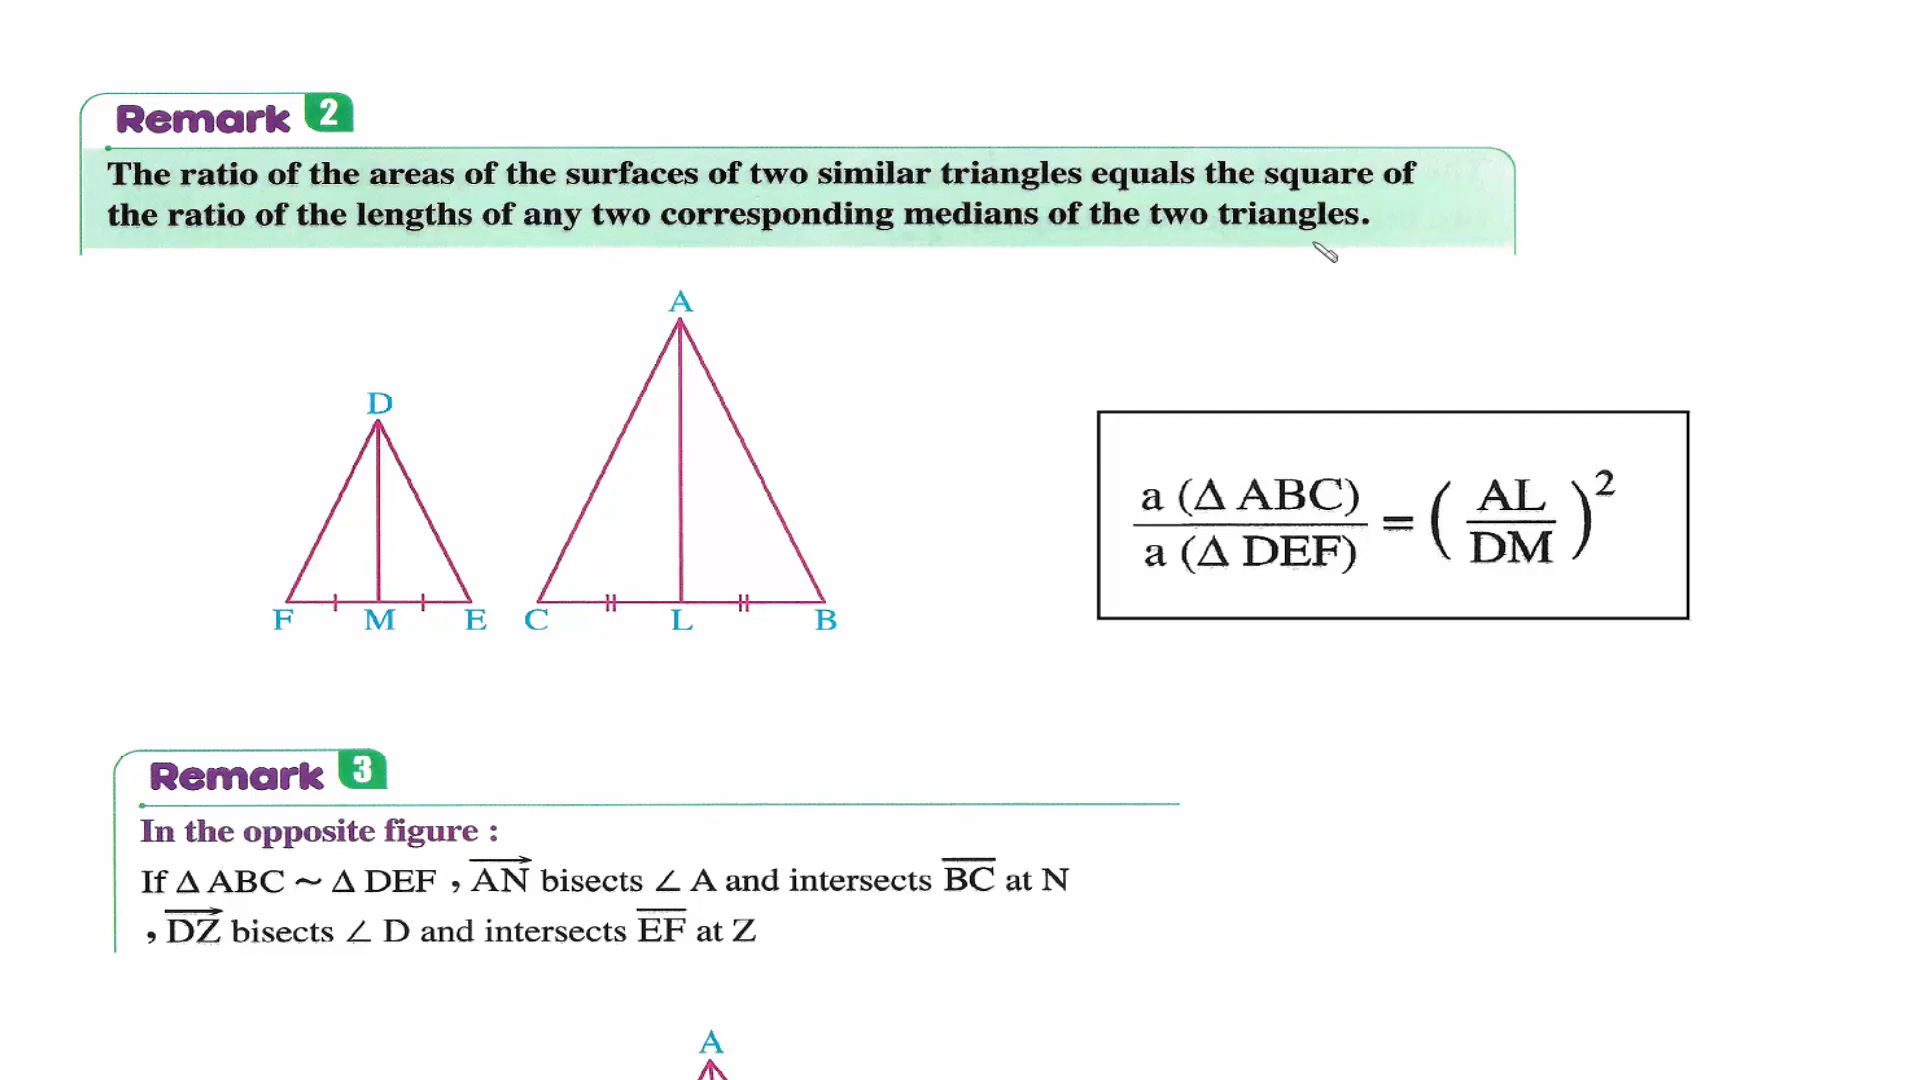 Remark 2
The ratio of the areas of the surfaces of two similar triangles equals the square of
the ratio of the lengths of any two corresponding medians of the two triangles.
A
D
F M E C L B
a (Δ ABC) / a (Δ DEF) = ( AL / DM )²
Remark 3
In the opposite figure :
If Δ ABC ~ Δ DEF , AN bisects ∠ A and intersects BC at N
, DZ bisects ∠ D and intersects EF at Z
A